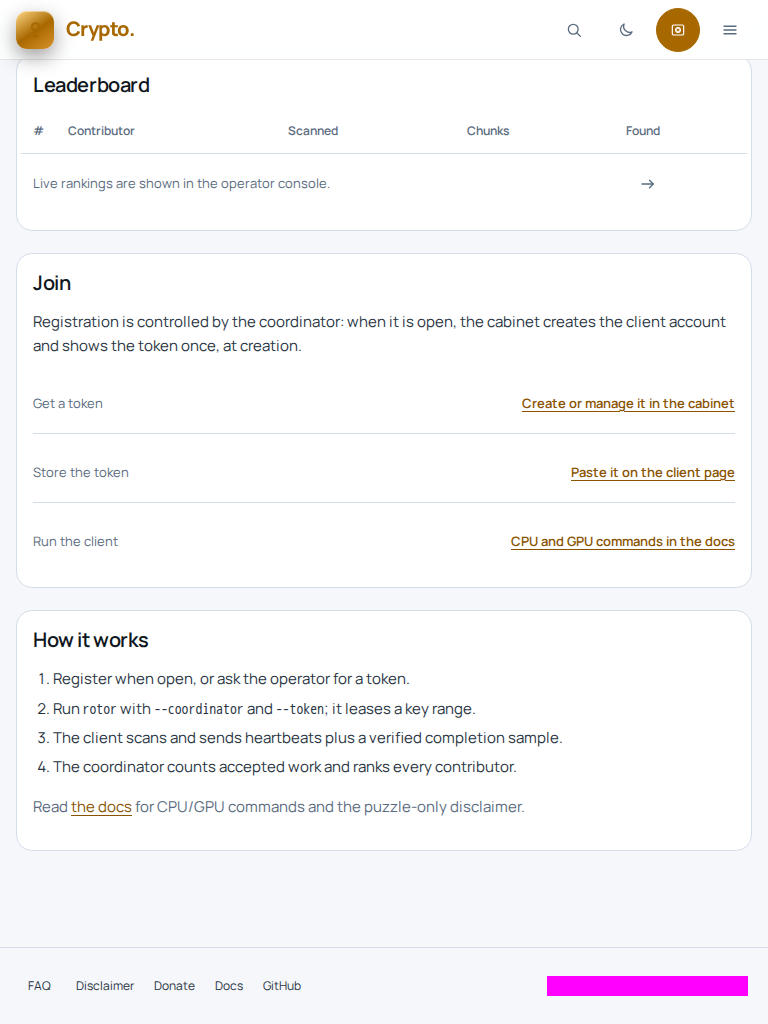 Crypto.
Leaderboard
# Contributor Scanned Chunks Found
Live rankings are shown in the operator console. →
Join
Registration is controlled by the coordinator: when it is open, the cabinet creates the client account
and shows the token once, at creation.
Get a token Create or manage it in the cabinet
Store the token Paste it on the client page
Run the client CPU and GPU commands in the docs
How it works
1. Register when open, or ask the operator for a token.
2. Run rotor with --coordinator and --token; it leases a key range.
3. The client scans and sends heartbeats plus a verified completion sample.
4. The coordinator counts accepted work and ranks every contributor.
Read the docs for CPU/GPU commands and the puzzle-only disclaimer.
FAQ Disclaimer Donate Docs GitHub